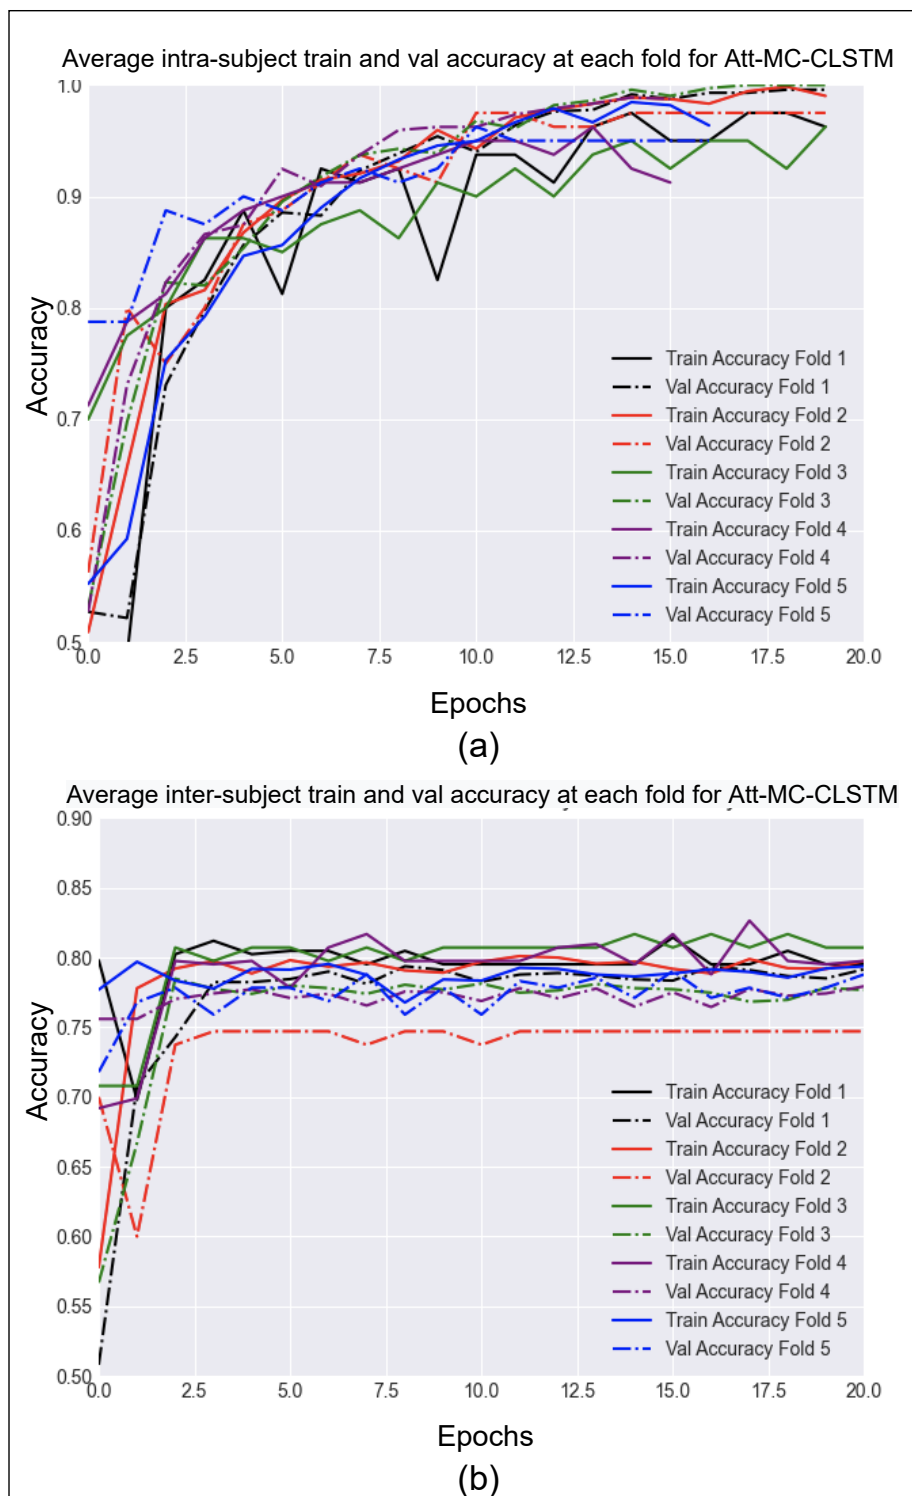 Average intra-subject train and val accuracy at each fold for Att-MC-CLSTM
1.0
0.9
0.8
0.7
0.6
0.5
Accuracy
Train Accuracy Fold 1
Val Accuracy Fold 1
Train Accuracy Fold 2
Val Accuracy Fold 2
Train Accuracy Fold 3
Val Accuracy Fold 3
Train Accuracy Fold 4
Val Accuracy Fold 4
Train Accuracy Fold 5
Val Accuracy Fold 5
0.0 2.5 5.0 7.5 10.0 12.5 15.0 17.5 20.0
Epochs
(a)
Average inter-subject train and val accuracy at each fold for Att-MC-CLSTM
0.90
0.85
0.80
0.75
0.70
0.65
0.60
0.55
0.50
Accuracy
Train Accuracy Fold 1
Val Accuracy Fold 1
Train Accuracy Fold 2
Val Accuracy Fold 2
Train Accuracy Fold 3
Val Accuracy Fold 3
Train Accuracy Fold 4
Val Accuracy Fold 4
Train Accuracy Fold 5
Val Accuracy Fold 5
0.0 2.5 5.0 7.5 10.0 12.5 15.0 17.5 20.0
Epochs
(b)